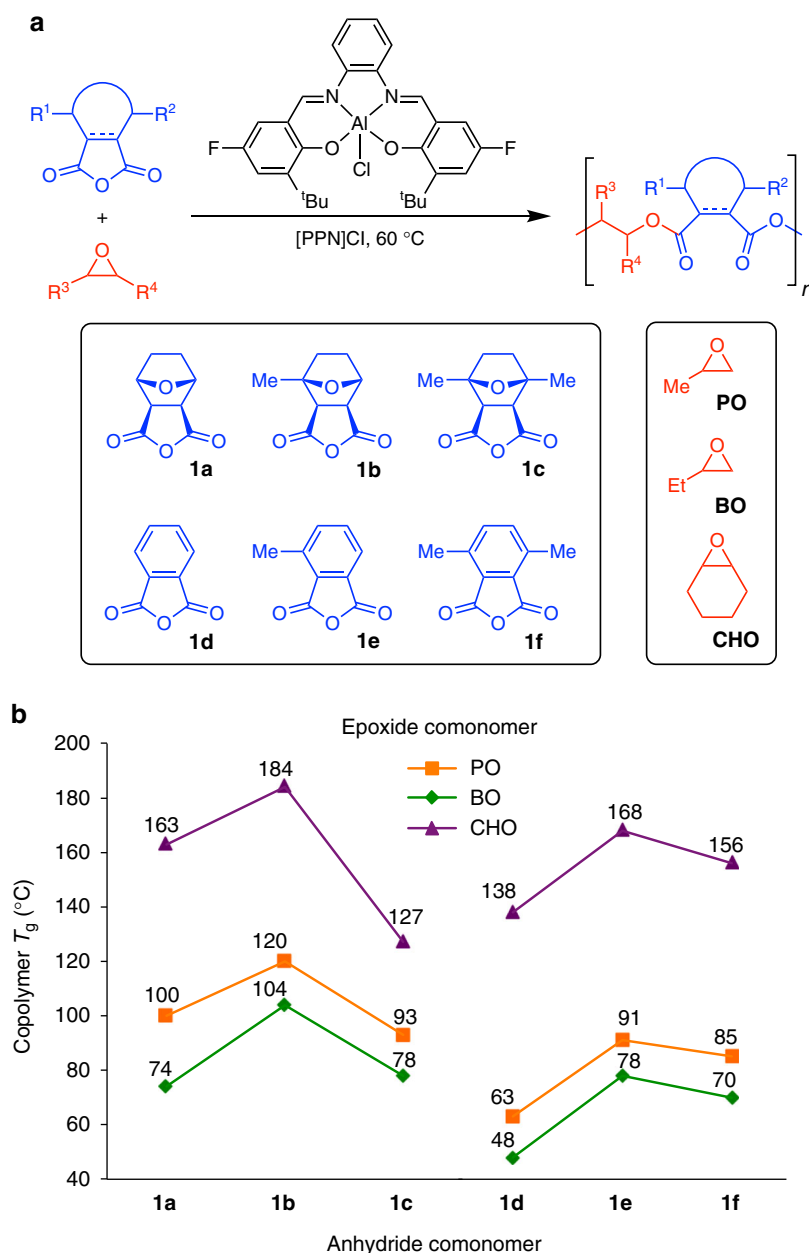 a
R¹ R²
O O O
+
O
R³ R⁴
N N
Al
F O Cl O F
ᵗBu ᵗBu
[PPN]Cl, 60 °C
R³ R¹ R²
O O
R⁴ O O
n
O
O O O
1a
Me O
O O O
1b
Me O Me
O O O
1c
O O O
1d
Me
O O O
1e
Me Me
O O O
1f
O
Me
PO
O
Et
BO
O
CHO
b
Epoxide comonomer
PO
BO
CHO
Copolymer Tg (°C)
200
180
160
140
120
100
80
60
40
163 184 127 138 168 156
100 120 93 63 91 85
74 104 78 48 78 70
1a 1b 1c 1d 1e 1f
Anhydride comonomer